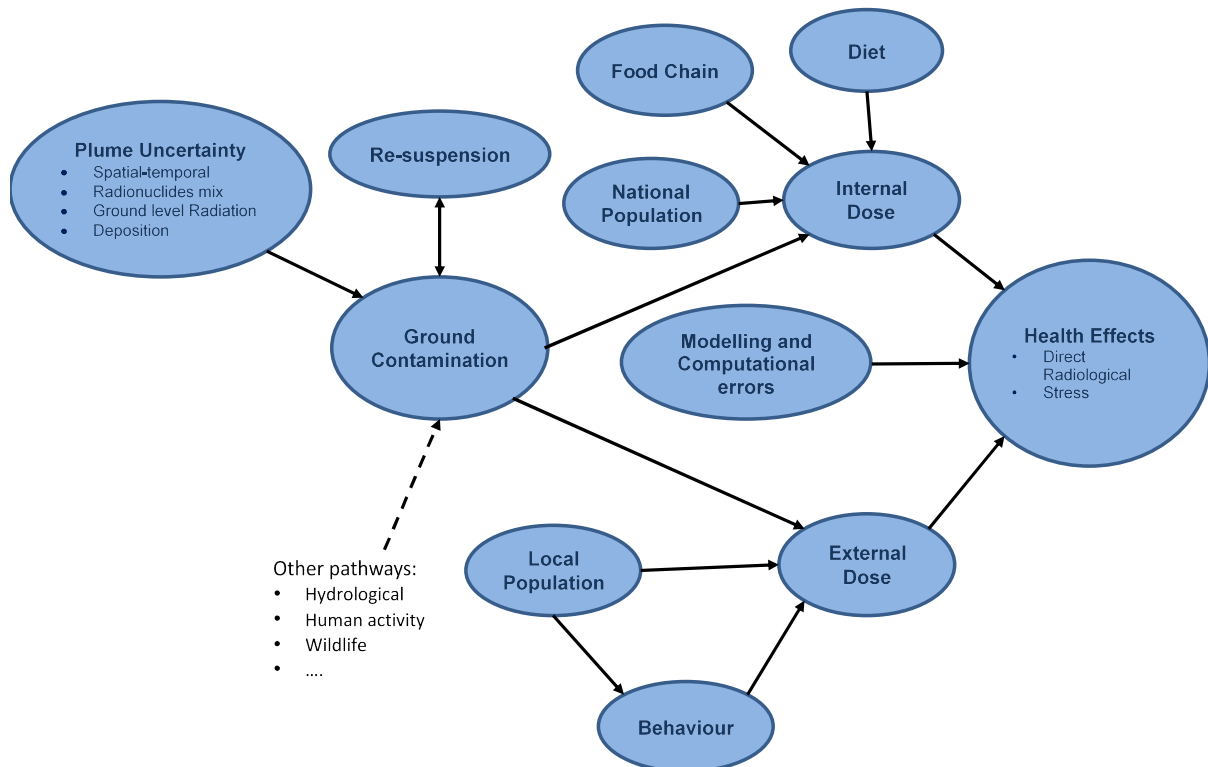 Food Chain
Diet
Plume Uncertainty
• Spatial-temporal
• Radionuclides mix
• Ground level Radiation
• Deposition
Re-suspension
National
Population
Internal
Dose
Ground
Contamination
Modelling and
Computational
errors
Health Effects
• Direct
Radiological
• Stress
Other pathways:
• Hydrological
• Human activity
• Wildlife
• ....
Local
Population
External
Dose
Behaviour